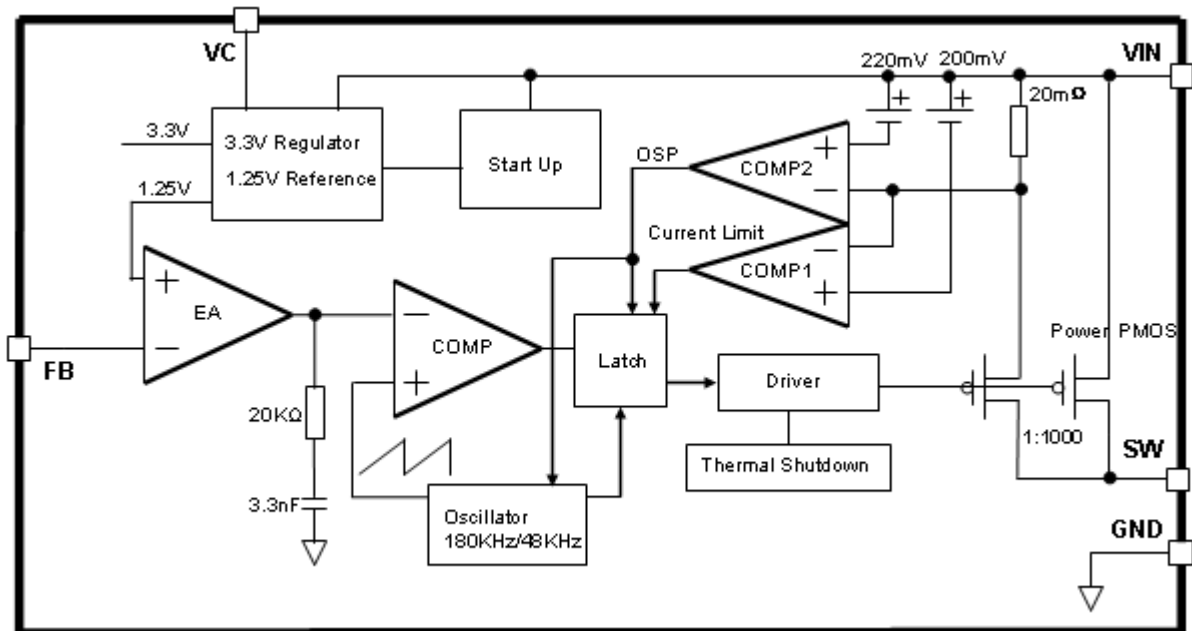 VC
220mV 200mV
VIN
3.3V
3.3V Regulator
1.25V Reference
1.25V
Start Up
OSP
COMP2
20mΩ
+
+
+
−
Current Limit
−
COMP1
+
+
EA
−
FB
−
COMP
+
Latch
Driver
Power PMOS
1:1000
20KΩ
3.3nF
Thermal Shutdown
SW
Oscillator
180KHz/48KHz
GND